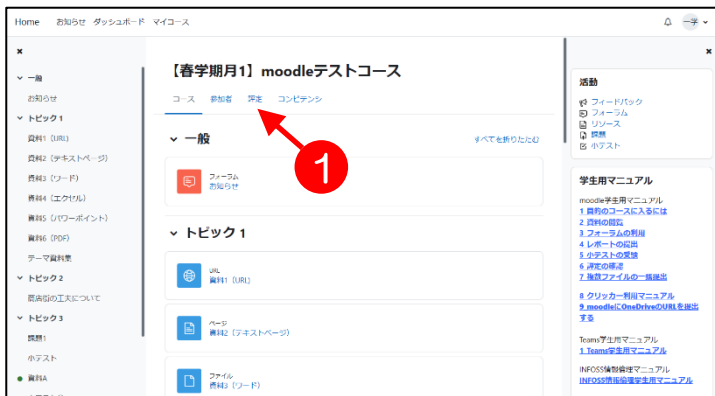 Home お知らせ ダッシュボード マイコース
一学
【春学期月1】moodleテストコース
コース 参加者 評定 コンピテンシ
1
一般
お知らせ
トピック 1
資料1 (URL)
資料2 (テキストページ)
資料3 (ワード)
資料4 (エクセル)
資料5 (パワーポイント)
資料6 (PDF)
テーマ資料集
トピック 2
商店街の工夫について
トピック 3
課題1
小テスト
資料A
一般
すべてを折りたたむ
フォーラム
お知らせ
トピック 1
URL
資料1 (URL)
ページ
資料2 (テキストページ)
ファイル
資料3 (ワード)
活動
フィードバック
フォーラム
リソース
課題
小テスト
学生用マニュアル
moodle学生用マニュアル
1 目的のコースに入るには
2 資料の閲覧
3 フォーラムの利用
4 レポートの提出
5 小テストの受験
6 評定の確認
7 複数ファイルの一括提出
8 クリッカー利用マニュアル
9 moodleにOneDriveのURLを提出
する
Teams学生用マニュアル
1 Teams学生用マニュアル
INFOSS情報倫理マニュアル
INFOSS情報倫理学生用マニュアル